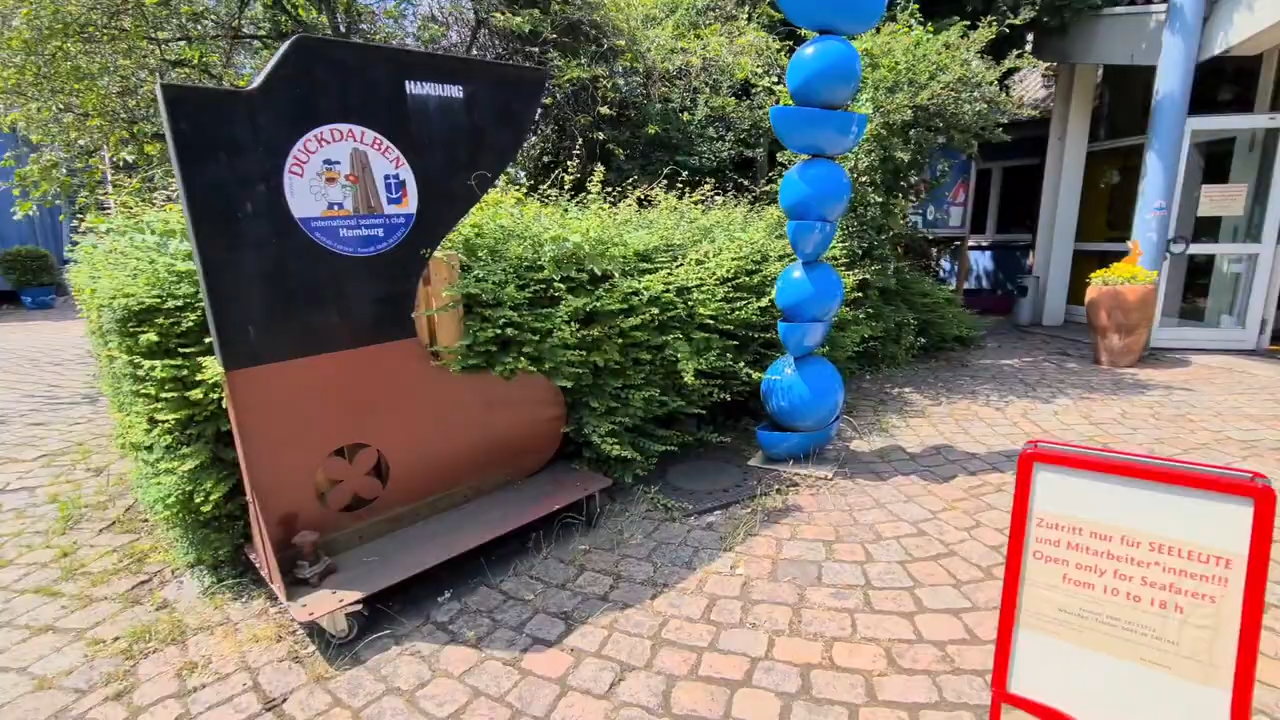 HAXBURG
DUCKDALBEN
international seamen's club
Hamburg
Zutritt nur für SEELEUTE
und Mitarbeiter*innen!!!
Open only for Seafarers
from 10 to 18 h